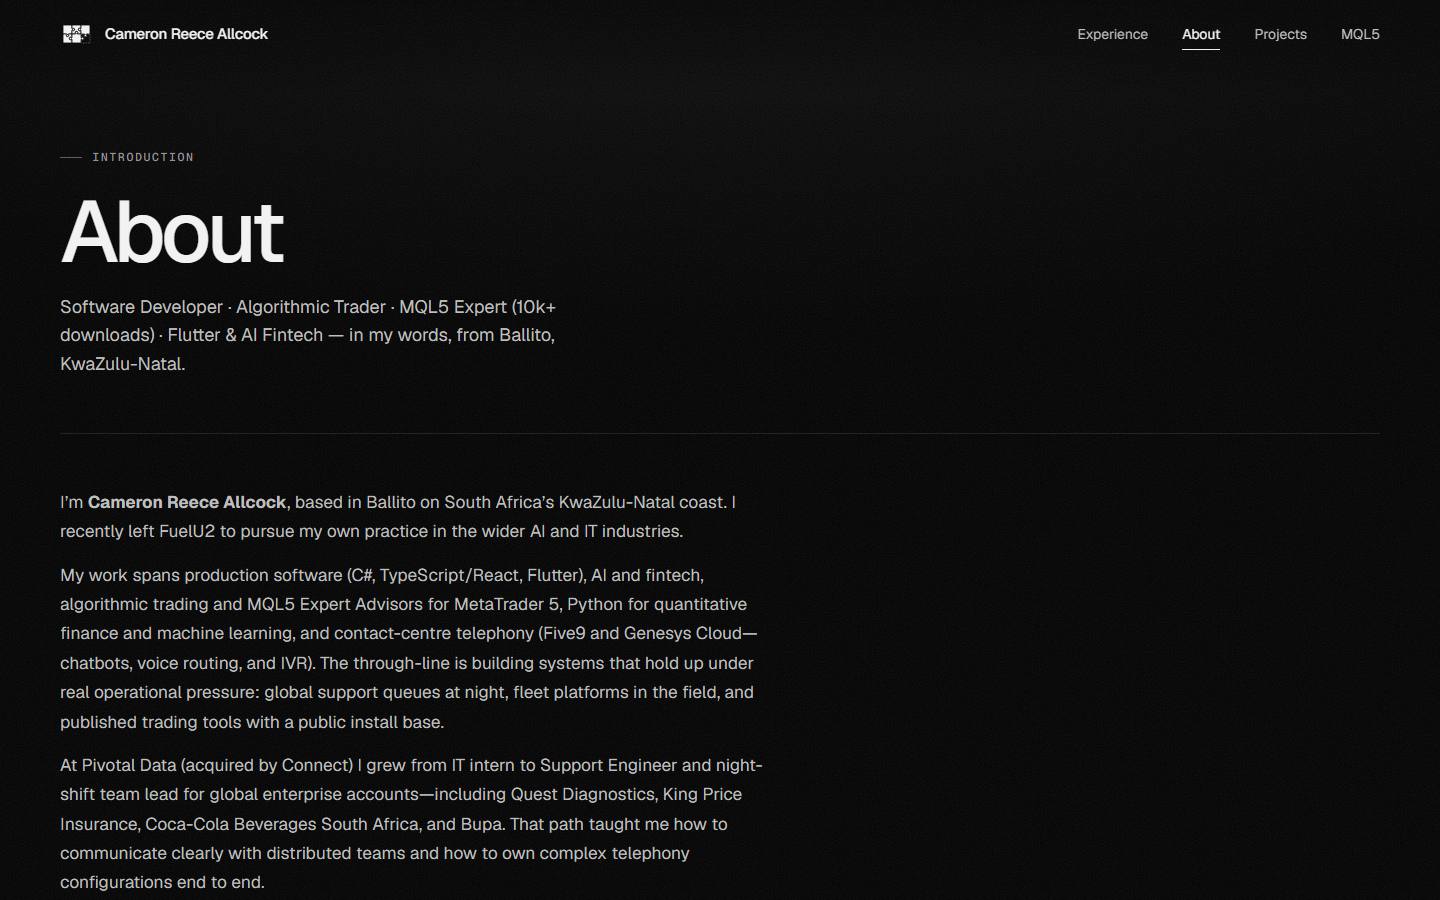 Cameron Reece Allcock
Experience
About
Projects
MQL5
INTRODUCTION
About
Software Developer · Algorithmic Trader · MQL5 Expert (10k+
downloads) · Flutter & AI Fintech — in my words, from Ballito,
KwaZulu-Natal.
I’m Cameron Reece Allcock, based in Ballito on South Africa’s KwaZulu-Natal coast. I
recently left FuelU2 to pursue my own practice in the wider AI and IT industries.
My work spans production software (C#, TypeScript/React, Flutter), AI and fintech,
algorithmic trading and MQL5 Expert Advisors for MetaTrader 5, Python for quantitative
finance and machine learning, and contact-centre telephony (Five9 and Genesys Cloud—
chatbots, voice routing, and IVR). The through-line is building systems that hold up under
real operational pressure: global support queues at night, fleet platforms in the field, and
published trading tools with a public install base.
At Pivotal Data (acquired by Connect) I grew from IT intern to Support Engineer and night-
shift team lead for global enterprise accounts—including Quest Diagnostics, King Price
Insurance, Coca-Cola Beverages South Africa, and Bupa. That path taught me how to
communicate clearly with distributed teams and how to own complex telephony
configurations end to end.